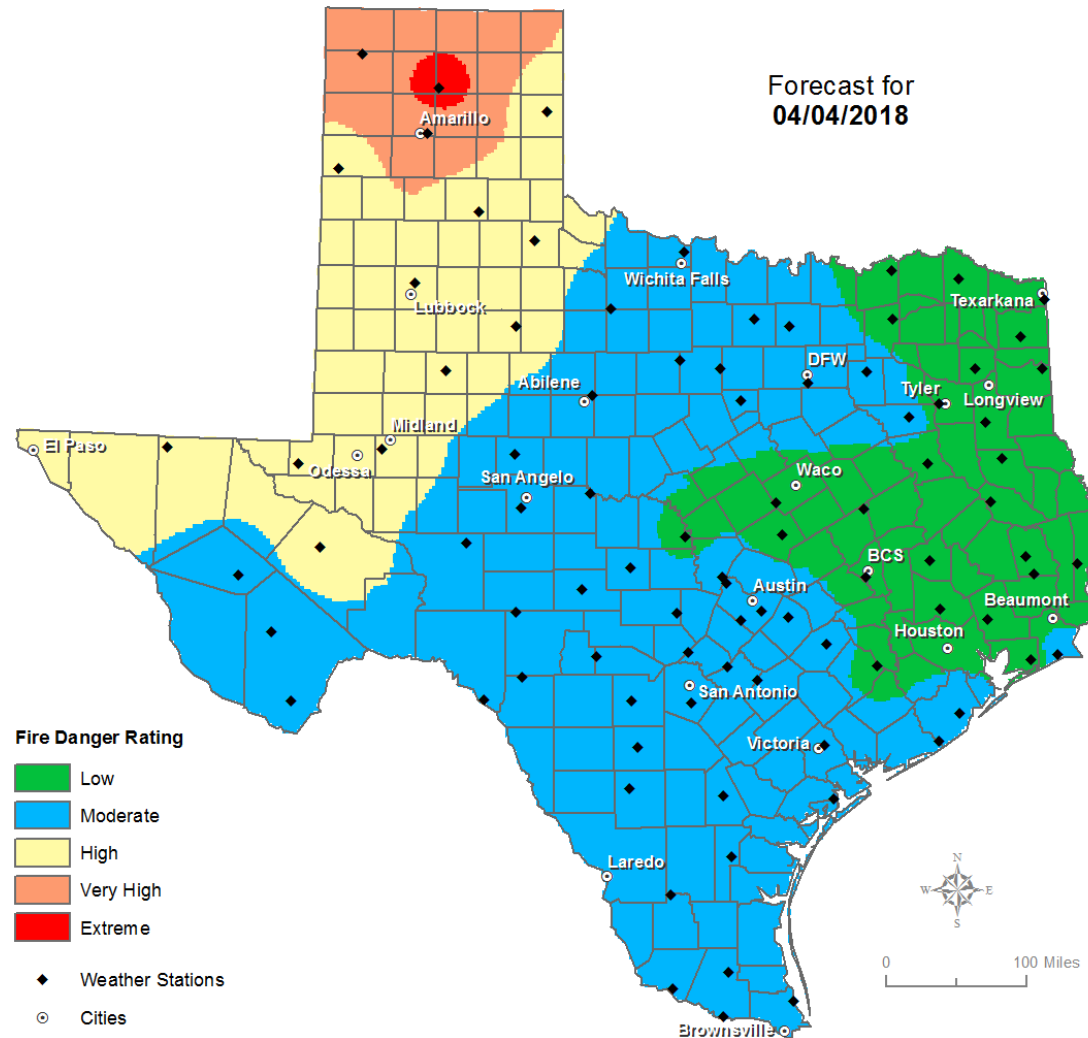 Forecast for
04/04/2018
Amarillo
Wichita Falls
Lubbock
Texarkana
DFW
Abilene
Tyler
Longview
Midland
El Paso
Odessa
San Angelo
Waco
BCS
Austin
Beaumont
Houston
San Antonio
Victoria
Laredo
Brownsville
Fire Danger Rating
Low
Moderate
High
Very High
Extreme
Weather Stations
Cities
N
W E
S
0 100 Miles